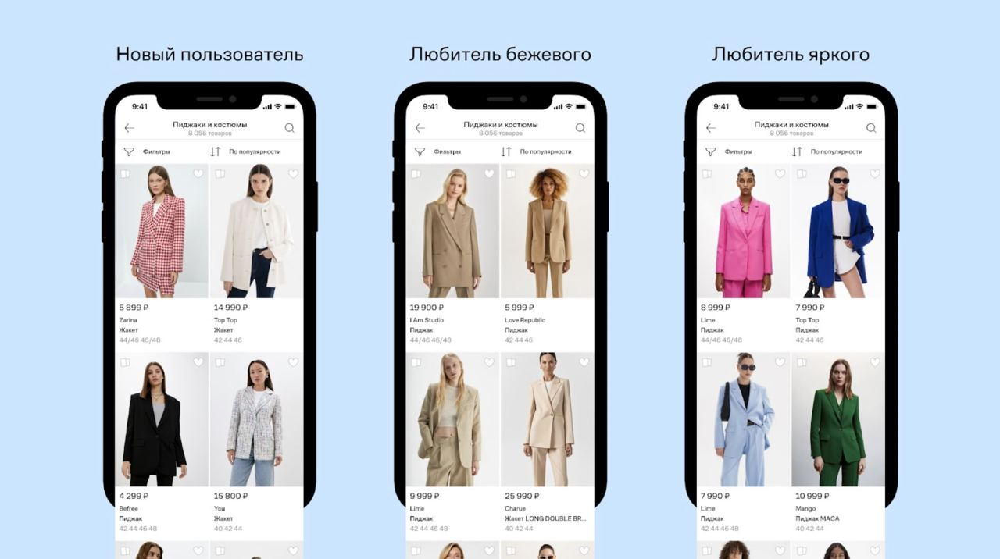 Новый пользователь
Любитель бежевого
Любитель яркого
9:41
Пиджаки и костюмы
8 056 товаров
Фильтры
По популярности
5 899 ₽
14 990 ₽
Zarina
Top Top
Жакет
Жакет
44/46 46/48
42 44 46
4 299 ₽
15 800 ₽
Befree
You
Пиджак
Жакет
42 44 46 48
40 42 44
9:41
Пиджаки и костюмы
8 056 товаров
Фильтры
По популярности
19 900 ₽
5 999 ₽
I Am Studio
Love Republic
Пиджак
Пиджак
44/46 46/48
42 44 46
9 999 ₽
25 990 ₽
Lime
Charue
Пиджак
Жакет LONG DOUBLE BR...
42 44 46 48
40 42 44
9:41
Пиджаки и костюмы
8 056 товаров
Фильтры
По популярности
8 999 ₽
7 990 ₽
Lime
Top Top
Пиджак
Пиджак
44/46 46/48
42 44 46
7 990 ₽
10 999 ₽
Lime
Mango
Пиджак
Пиджак MACA
42 44 46 48
40 42 44